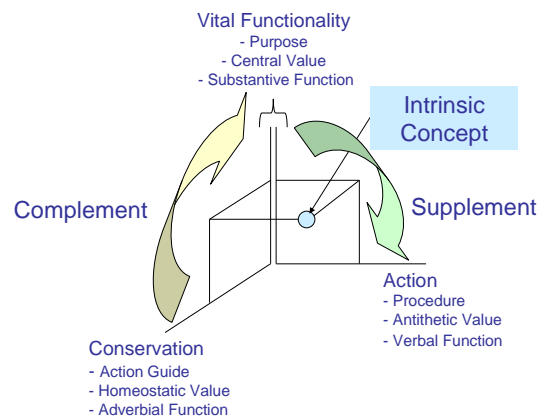 Vital Functionality
- Purpose
- Central Value
- Substantive Function
Intrinsic
Concept
Complement
Supplement
Action
- Procedure
- Antithetic Value
- Verbal Function
Conservation
- Action Guide
- Homeostatic Value
- Adverbial Function